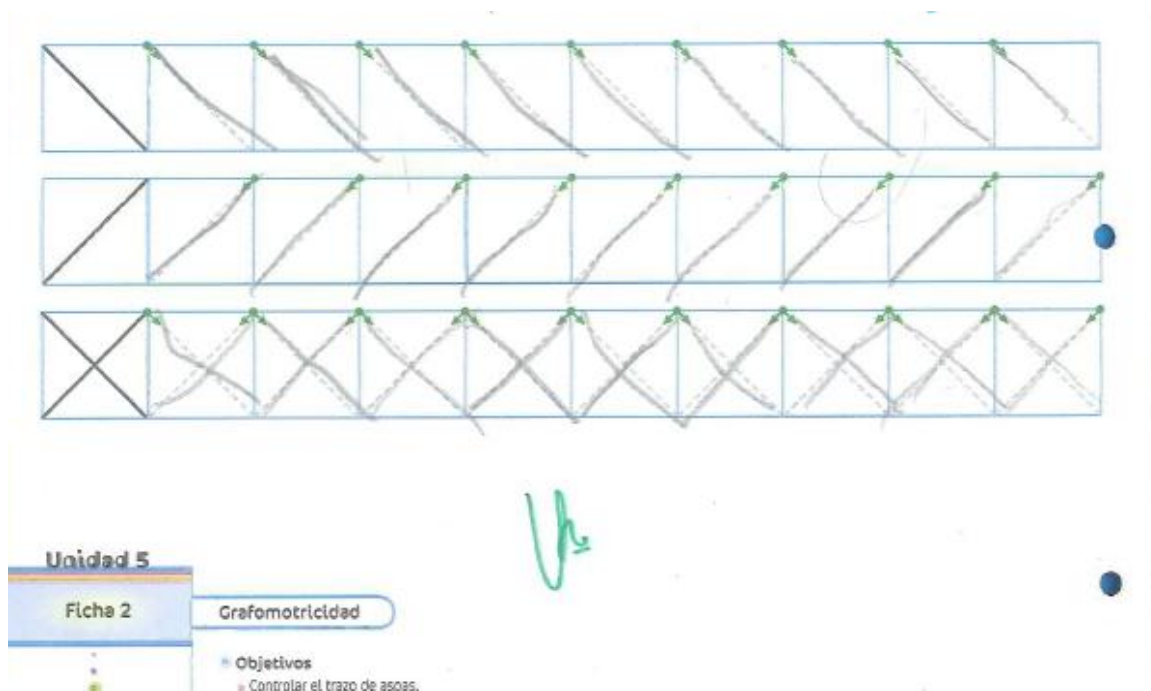 Unidad 5
Ficha 2
Grafomotricidad
Objetivos
Controlar el trazo de aspas.